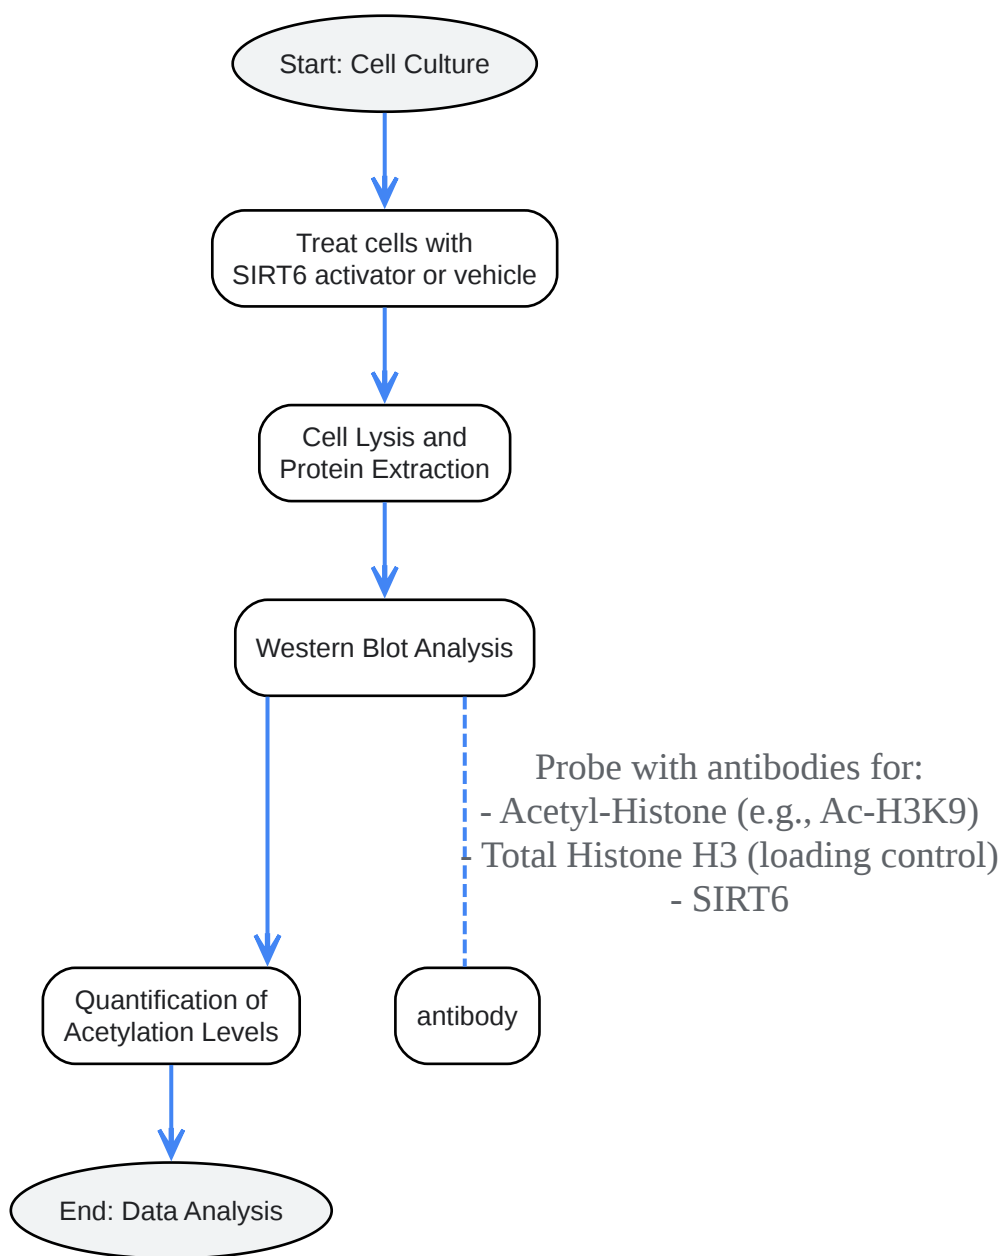 Start: Cell Culture
Treat cells with
SIRT6 activator or vehicle
Cell Lysis and
Protein Extraction
Western Blot Analysis
Probe with antibodies for:
- Acetyl-Histone (e.g., Ac-H3K9)
- Total Histone H3 (loading control)
- SIRT6
Quantification of
Acetylation Levels
antibody
End: Data Analysis